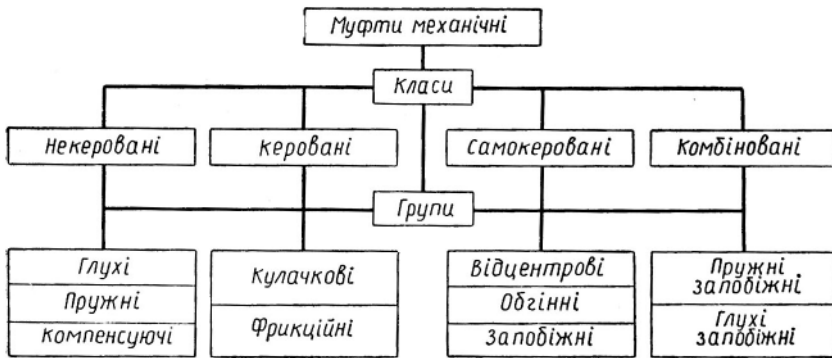 Муфти механічні
Класи
Некеровані
керовані
Самокеровані
Комбіновані
Групи
Глухі
Пружні
Компенсуючі
Кулачкові
Фрикційні
Відцентрові
Обгінні
Запобіжні
Пружні
запобіжні
Глухі
запобіжні